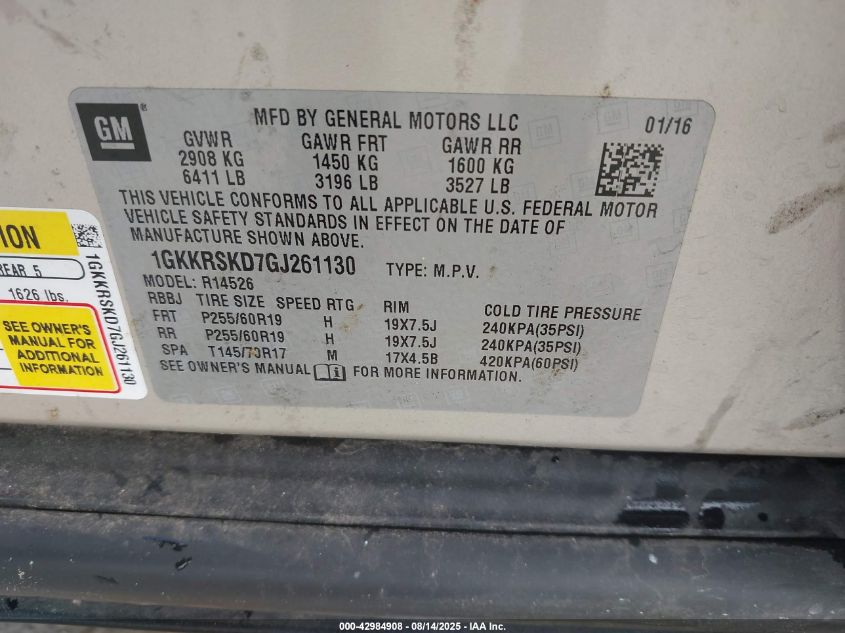 GM
®
MFD BY GENERAL MOTORS LLC
01/16
GVWR
GAWR FRT
GAWR RR
2908 KG
1450 KG
1600 KG
6411 LB
3196 LB
3527 LB
THIS VEHICLE CONFORMS TO ALL APPLICABLE U.S. FEDERAL MOTOR
VEHICLE SAFETY STANDARDS IN EFFECT ON THE DATE OF
MANUFACTURE SHOWN ABOVE.
1GKKRSKD7GJ261130
TYPE: M.P.V.
MODEL: R14526
RBBJ TIRE SIZE SPEED RTG RIM COLD TIRE PRESSURE
FRT P255/60R19 H 19X7.5J 240KPA(35PSI)
RR P255/60R19 H 19X7.5J 240KPA(35PSI)
SPA T145/70R17 M 17X4.5B 420KPA(60PSI)
SEE OWNER'S MANUAL FOR MORE INFORMATION.
REAR 5
1626 lbs.
SEE OWNER'S
MANUAL FOR
ADDITIONAL
INFORMATION
1GKKRSKD7GJ261130
000-42984908 - 08/14/2025 - IAA Inc.